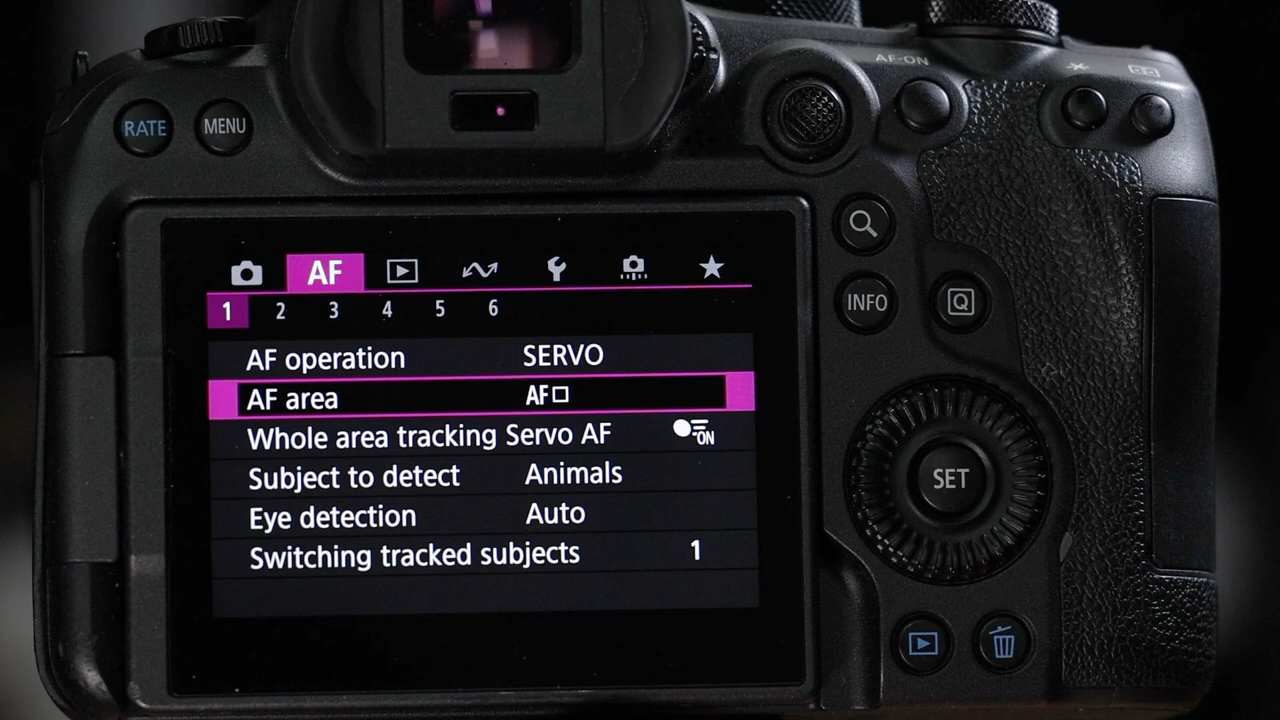 AF-ON
RATE MENU
AF
1 2 3 4 5 6
INFO Q
AF operation SERVO
AF area AF
Whole area tracking Servo AF ON
Subject to detect Animals
SET
Eye detection Auto
Switching tracked subjects 1